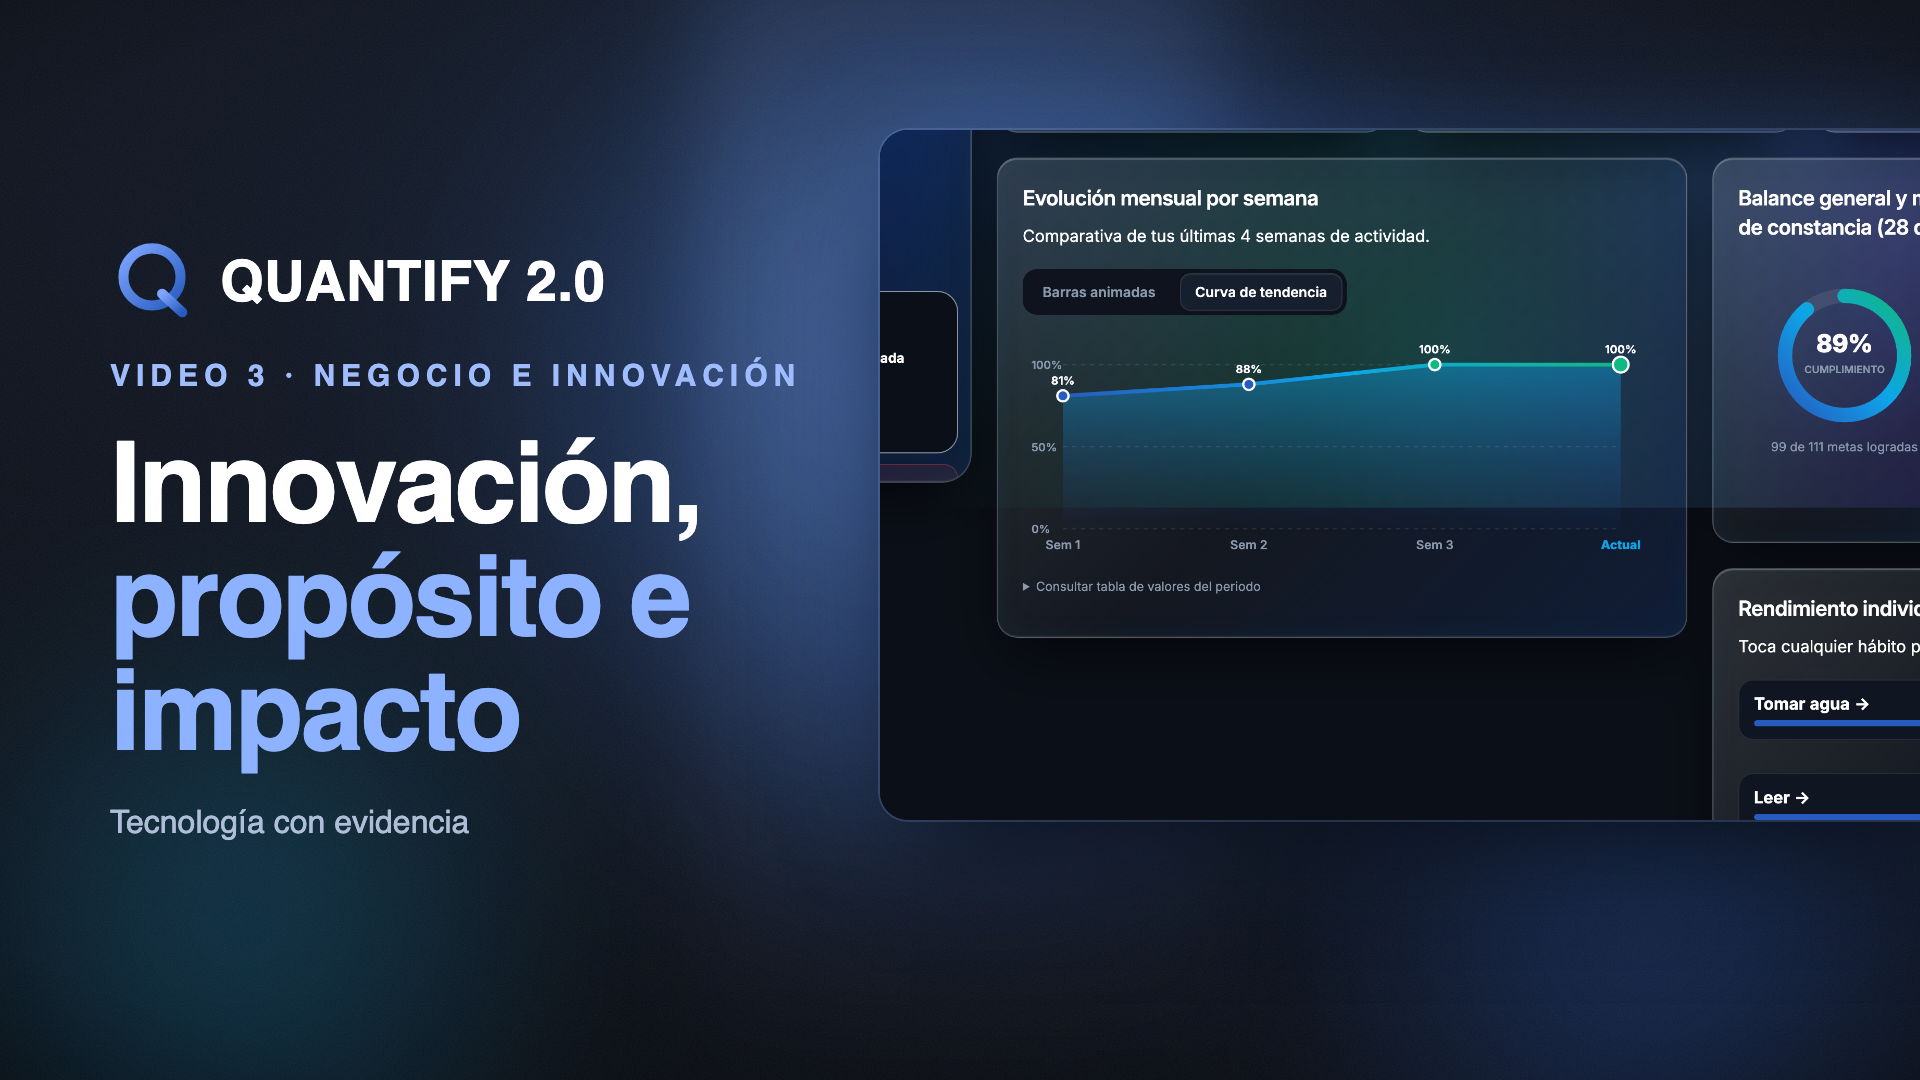 QUANTIFY 2.0
VIDEO 3 · NEGOCIO E INNOVACIÓN
Innovación,
propósito e
impacto
Tecnología con evidencia
ada
Evolución mensual por semana
Comparativa de tus últimas 4 semanas de actividad.
Barras animadas
Curva de tendencia
100%
81%
88%
100%
100%
50%
0%
Sem 1
Sem 2
Sem 3
Actual
▶ Consultar tabla de valores del periodo
Balance general y
de constancia (28
89%
CUMPLIMIENTO
99 de 111 metas logradas
Rendimiento
Toca cualquier hábito
Tomar agua →
Leer →